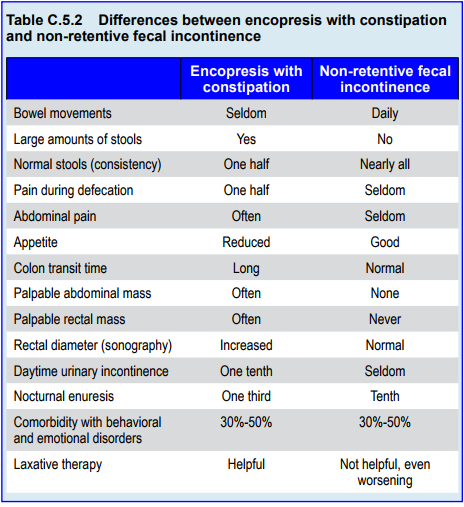 Table C.5.2 Differences between encopresis with constipation
and non-retentive fecal incontinence
Encopresis with constipation Non-retentive fecal incontinence
Bowel movements Seldom Daily
Large amounts of stools Yes No
Normal stools (consistency) One half Nearly all
Pain during defecation One half Seldom
Abdominal pain Often Seldom
Appetite Reduced Good
Colon transit time Long Normal
Palpable abdominal mass Often None
Palpable rectal mass Often Never
Rectal diameter (sonography) Increased Normal
Daytime urinary incontinence One tenth Seldom
Nocturnal enuresis One third Tenth
Comorbidity with behavioral 30%-50% 30%-50%
and emotional disorders
Laxative therapy Helpful Not helpful, even
worsening